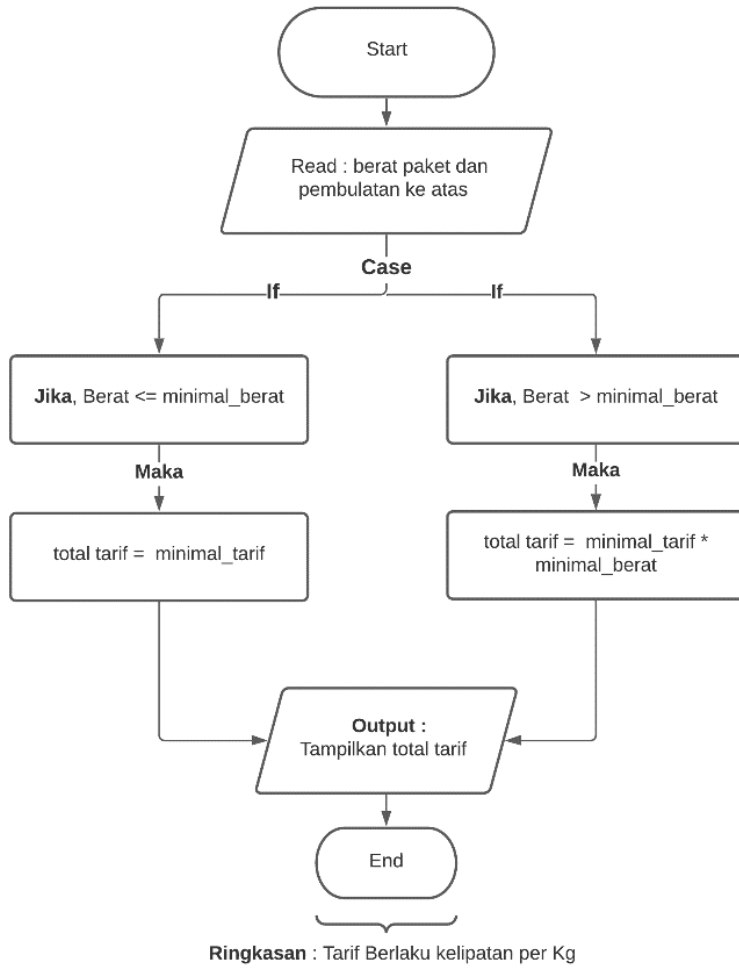 Start
Read : berat paket dan
pembulatan ke atas
Case
If
If
Jika, Berat <= minimal_berat
Jika, Berat > minimal_berat
Maka
Maka
total tarif = minimal_tarif
total tarif = minimal_tarif *
minimal_berat
Output :
Tampilkan total tarif
End
Ringkasan : Tarif Berlaku kelipatan per Kg